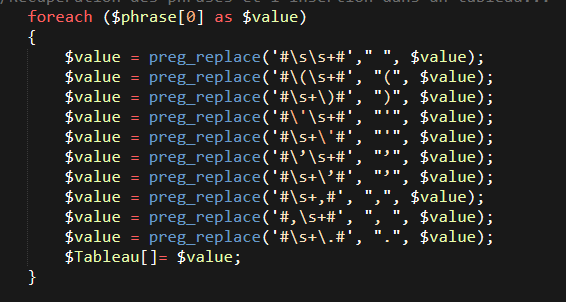 /Récupération des phrases et l'insertion dans un tableau...
foreach ($phrase[0] as $value)
{
$value = preg_replace('#\s\s+#'," ", $value);
$value = preg_replace('#\(\s+#', "(", $value);
$value = preg_replace('#\s+\)#', ")", $value);
$value = preg_replace('#\'\s+#', "'", $value);
$value = preg_replace('#\s+\'#', "'", $value);
$value = preg_replace('#\’\s+#', "’", $value);
$value = preg_replace('#\s+\’#', "’", $value);
$value = preg_replace('#\s+,#', ",", $value);
$value = preg_replace('#,\s+#', ", ", $value);
$value = preg_replace('#\s+\.#', ".", $value);
$Tableau[]= $value;
}